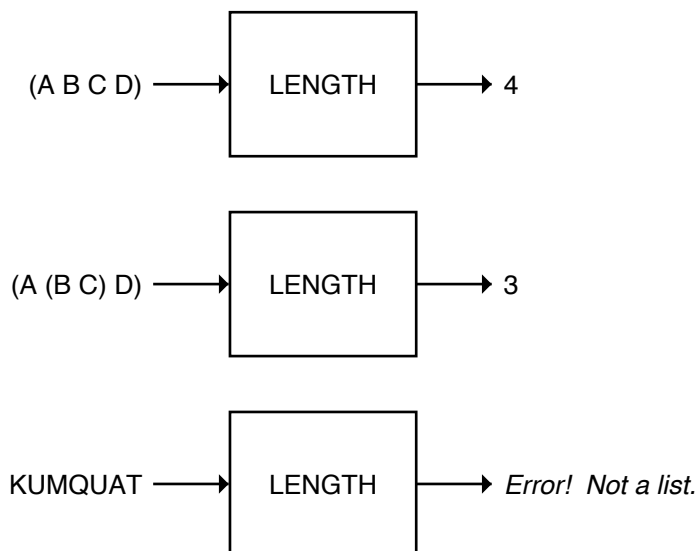 (A B C D) LENGTH 4
(A (B C) D) LENGTH 3
KUMQUAT LENGTH Error! Not a list.